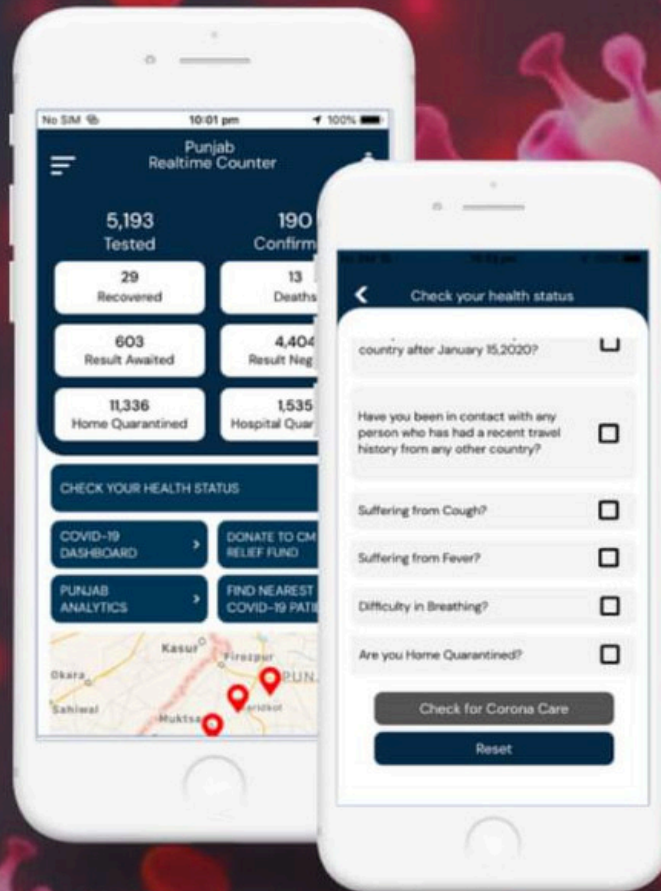 No SIM
10:01 pm
100%
Punjab
Realtime Counter
5,193
Tested
190
Confirm
29
Recovered
13
Deaths
603
Result Awaited
4,404
Result Neg
11,336
Home Quarantined
1,535
Hospital Quar
CHECK YOUR HEALTH STATUS
COVID-19
DASHBOARD
DONATE TO CM
RELIEF FUND
PUNJAB
ANALYTICS
FIND NEAREST
COVID-19 PATI
Kasur
Firozpur
Okara
PUN
Sahiwal
Muktsa
aridkot
Check your health status
country after January 15,2020?
Have you been in contact with any
person who has had a recent travel
history from any other country?
Suffering from Cough?
Suffering from Fever?
Difficulty in Breathing?
Are you Home Quarantined?
Check for Corona Care
Reset